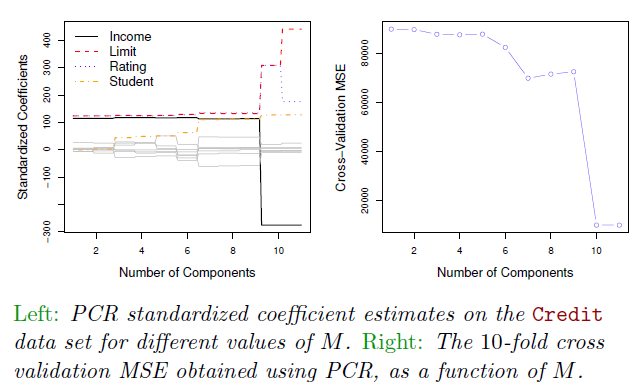 Income
Limit
Rating
Student
Standardized Coefficients
-300 -100 0 100 200 300 400
2 4 6 8 10
Number of Components
Cross-Validation MSE
20000 40000 60000 80000
2 4 6 8 10
Number of Components
Left: PCR standardized coefficient estimates on the Credit
data set for different values of M. Right: The 10-fold cross
validation MSE obtained using PCR, as a function of M.